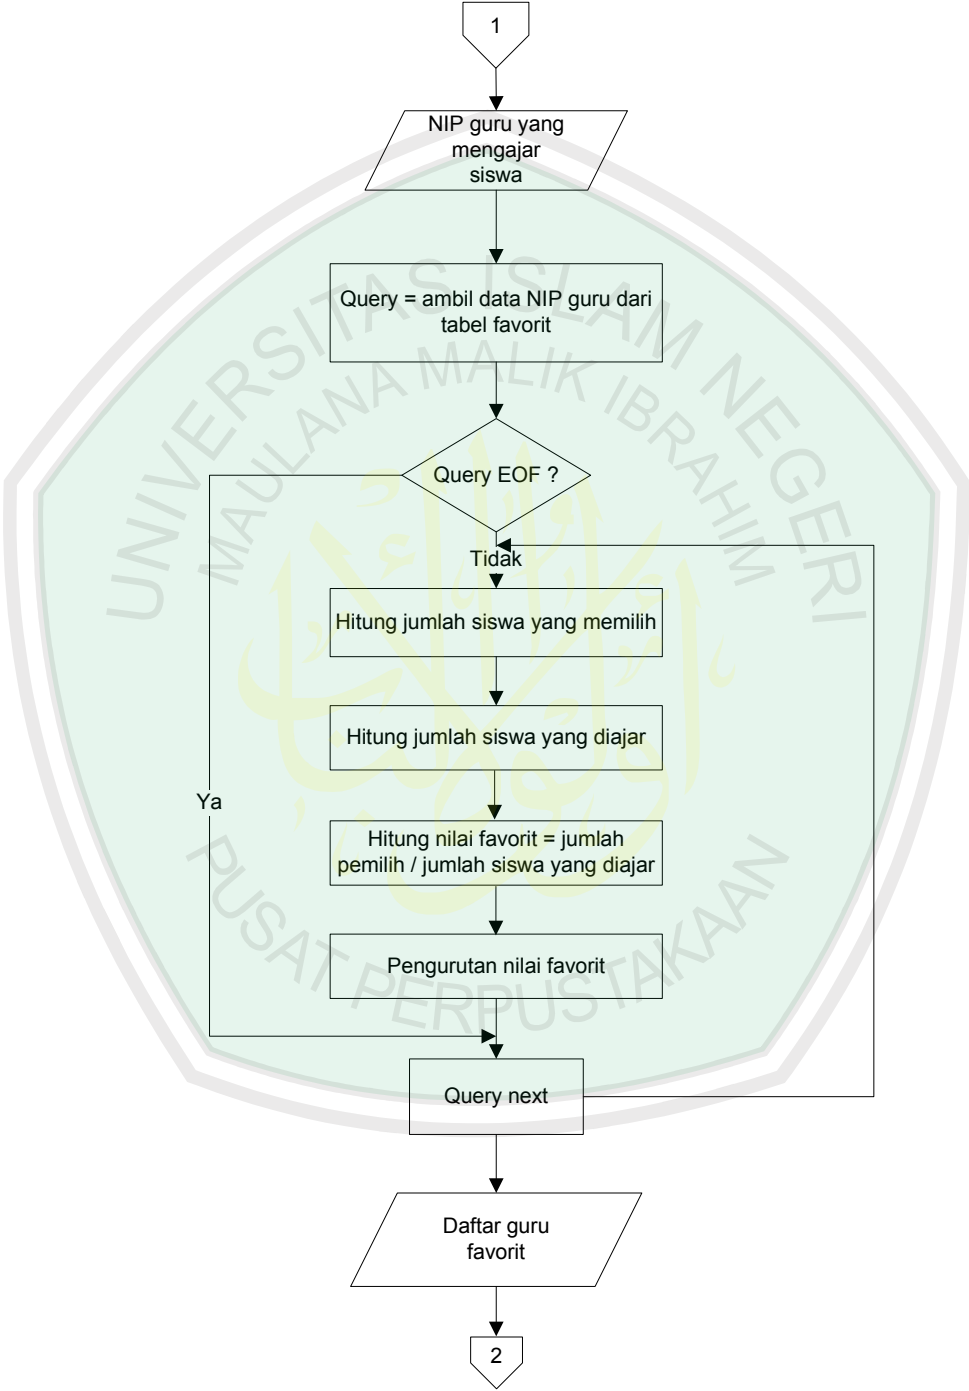 1
NIP guru yang
mengajar
siswa
Query = ambil data NIP guru dari
tabel favorit
Query EOF ?
Tidak
Hitung jumlah siswa yang memilih
Hitung jumlah siswa yang diajar
Ya
Hitung nilai favorit = jumlah
pemilih / jumlah siswa yang diajar
Pengurutan nilai favorit
Query next
Daftar guru
favorit
2
UNIVERSITAS ISLAM NEGERI
MAULANA MALIK IBRAHIM
PUSAT PERPUSTAKAAN